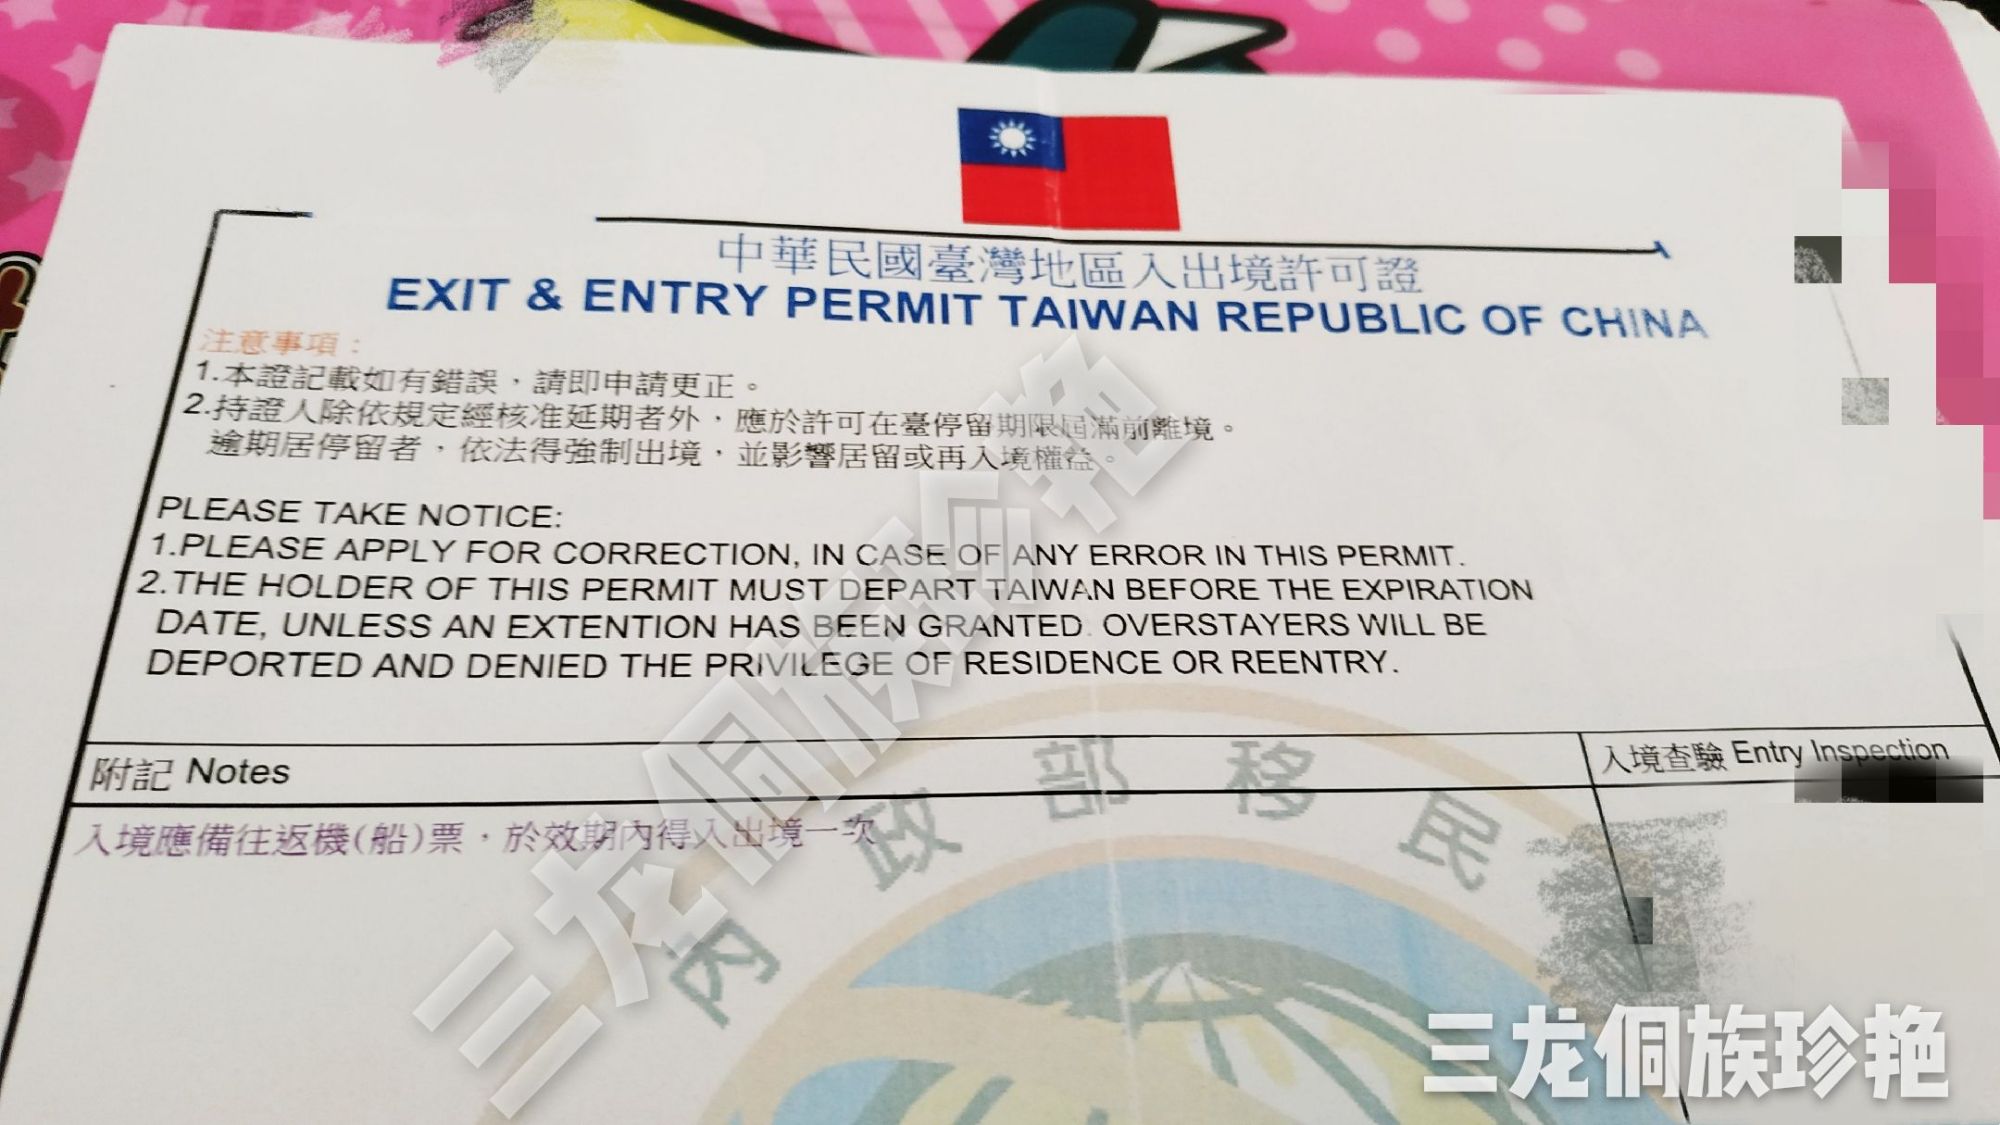 中華民國臺灣地區入出境許可證
EXIT & ENTRY PERMIT TAIWAN REPUBLIC OF CHINA
注意事項：
1.本證記載如有錯誤，請即申請更正。
2.持證人除依規定經核准延期者外，應於許可在臺停留期限屆滿前離境。
逾期居停留者，依法得強制出境，並影響居留或再入境權益。
PLEASE TAKE NOTICE:
1.PLEASE APPLY FOR CORRECTION, IN CASE OF ANY ERROR IN THIS PERMIT.
2.THE HOLDER OF THIS PERMIT MUST DEPART TAIWAN BEFORE THE EXPIRATION
DATE, UNLESS AN EXTENTION HAS BEEN GRANTED. OVERSTAYERS WILL BE
DEPORTED AND DENIED THE PRIVILEGE OF RESIDENCE OR REENTRY.
附記 Notes
入境查驗 Entry Inspection
入境應備往返機(船)票，於效期內得入出境一次
內政部移民
三龙侗族珍艳
三龙侗族珍艳